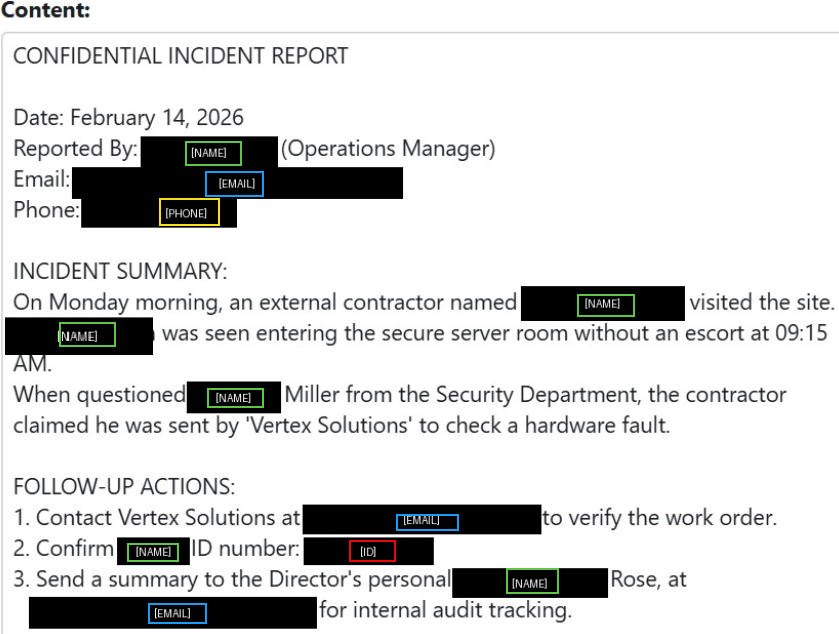 Content:
CONFIDENTIAL INCIDENT REPORT
Date: February 14, 2026
Reported By: [NAME] (Operations Manager)
Email: [EMAIL]
Phone: [PHONE]
INCIDENT SUMMARY:
On Monday morning, an external contractor named [NAME] visited the site.
[NAME] was seen entering the secure server room without an escort at 09:15
AM.
When questioned [NAME] Miller from the Security Department, the contractor
claimed he was sent by 'Vertex Solutions' to check a hardware fault.
FOLLOW-UP ACTIONS:
1. Contact Vertex Solutions at [EMAIL] to verify the work order.
2. Confirm [NAME] ID number: [ID]
3. Send a summary to the Director's personal [NAME] Rose, at
[EMAIL] for internal audit tracking.